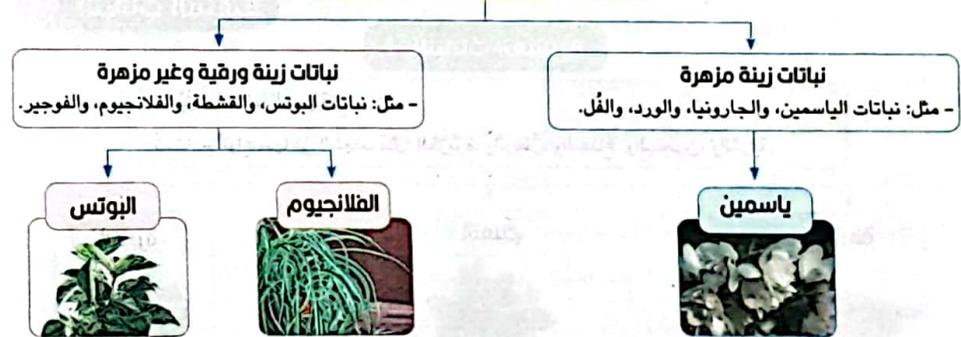 نباتات زينة مزهرة
- مثل: نباتات الياسمين، والجارونيا، والورد، والفُل.
نباتات زينة ورقية وغير مزهرة
- مثل: نباتات البوتس، والقشطة، والفلانجيوم، والفوجير.
ياسمين
الفلانجيوم
البوتس